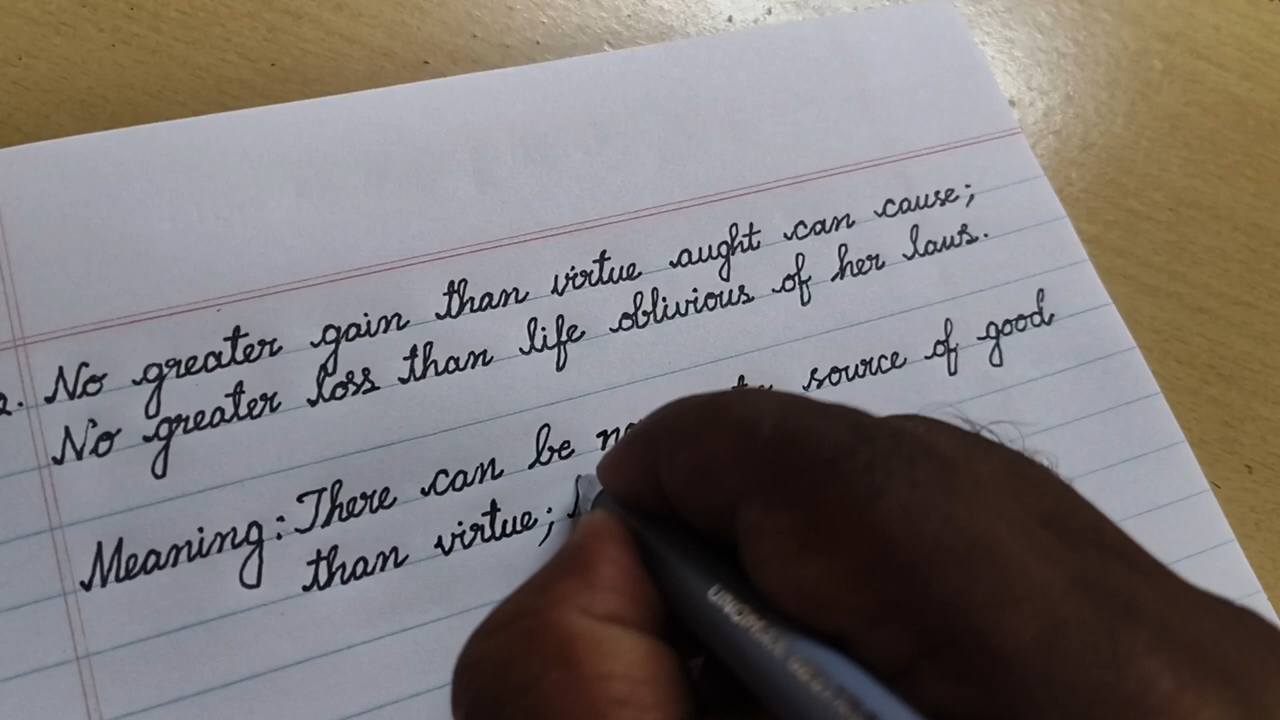 2. No greater gain than virtue aught can cause;
No greater loss than life oblivious of her laws.
Meaning: There can be source of good
than virtue;